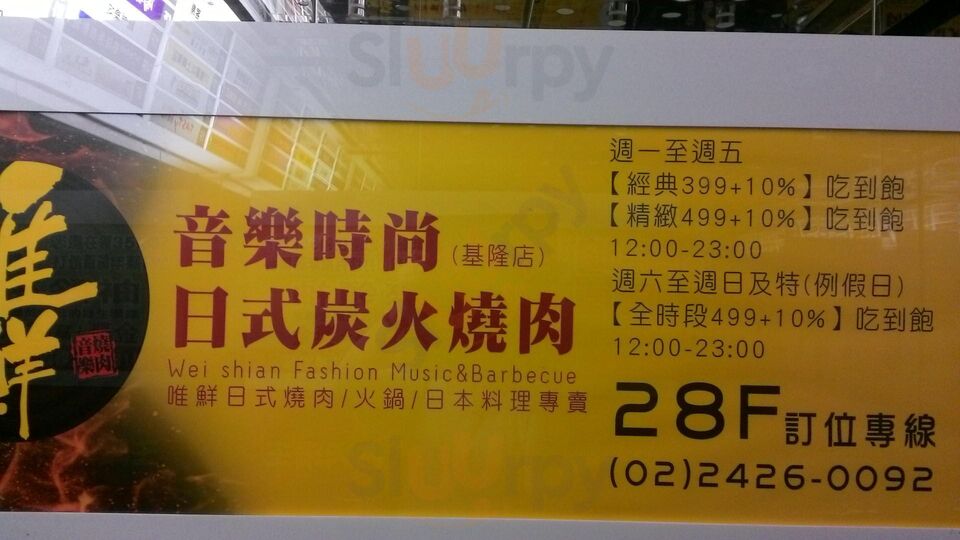 Sluurpy
音樂時尚(基隆店)
日式炭火燒肉
Wei shian Fashion Music&Barbecue
唯鮮日式燒肉/火鍋/日本料理專賣
燒肉
音樂
週一至週五
【經典399+10%】吃到飽
【精緻499+10%】吃到飽
12:00-23:00
週六至週日及特(例假日)
【全時段499+10%】吃到飽
12:00-23:00
28F訂位專線
(02)2426-0092
Sluurpy